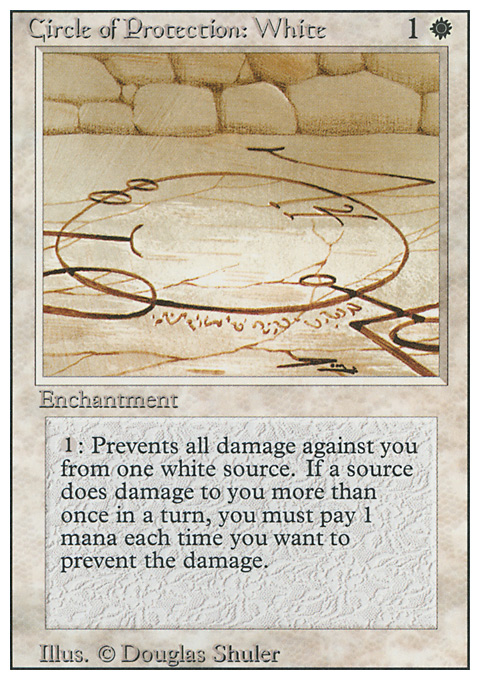 Circle of Protection: White 1
Enchantment
1: Prevents all damage against you
from one white source. If a source
does damage to you more than
once in a turn, you must pay 1
mana each time you want to
prevent the damage.
Illus. © Douglas Shuler